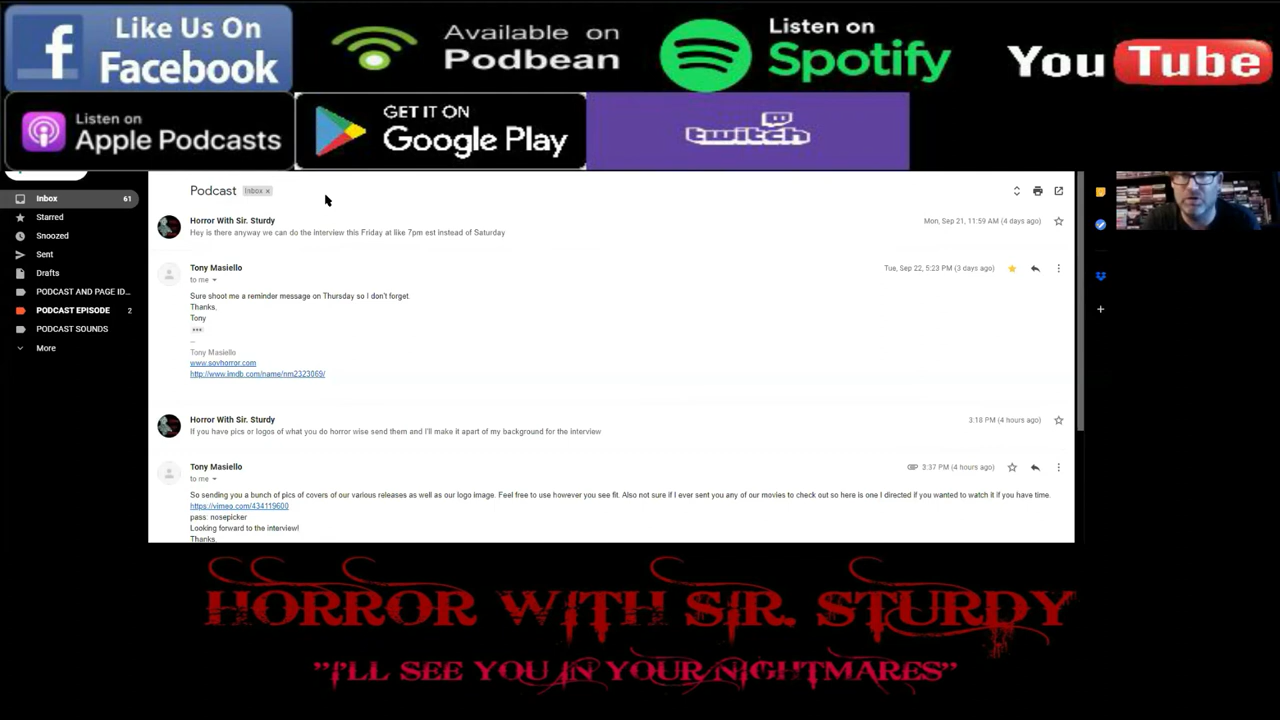 Like Us On
Facebook
Available on
Podbean
Listen on
Spotify
YouTube
Listen on
Apple Podcasts
GET IT ON
Google Play
twitch
Inbox 61
Starred
Snoozed
Sent
Drafts
PODCAST AND PAGE ID...
PODCAST EPISODE 2
PODCAST SOUNDS
More
Podcast Inbox x
Horror With Sir. Sturdy Mon, Sep 21, 11:59 AM (4 days ago)
Hey is there anyway we can do the interview this Friday at like 7pm est instead of Saturday
Tony Masiello Tue, Sep 22, 5:23 PM (3 days ago)
to me
Sure shoot me a reminder message on Thursday so I don't forget.
Thanks,
Tony
...
--
Tony Masiello
www.sovhorror.com
http://www.imdb.com/name/nm2323069/
Horror With Sir. Sturdy 3:18 PM (4 hours ago)
If you have pics or logos of what you do horror wise send them and I'll make it apart of my background for the interview
Tony Masiello 3:37 PM (4 hours ago)
to me
So sending you a bunch of pics of covers of our various releases as well as our logo image. Feel free to use however you see fit. Also not sure if I ever sent you any of our movies to check out so here is one I directed if you wanted to watch it if you have time.
https://vimeo.com/434119600
pass: nosepicker
Looking forward to the interview!
Thanks,
HORROR WITH SIR. STURDY
"I'LL SEE YOU IN YOUR NIGHTMARES"